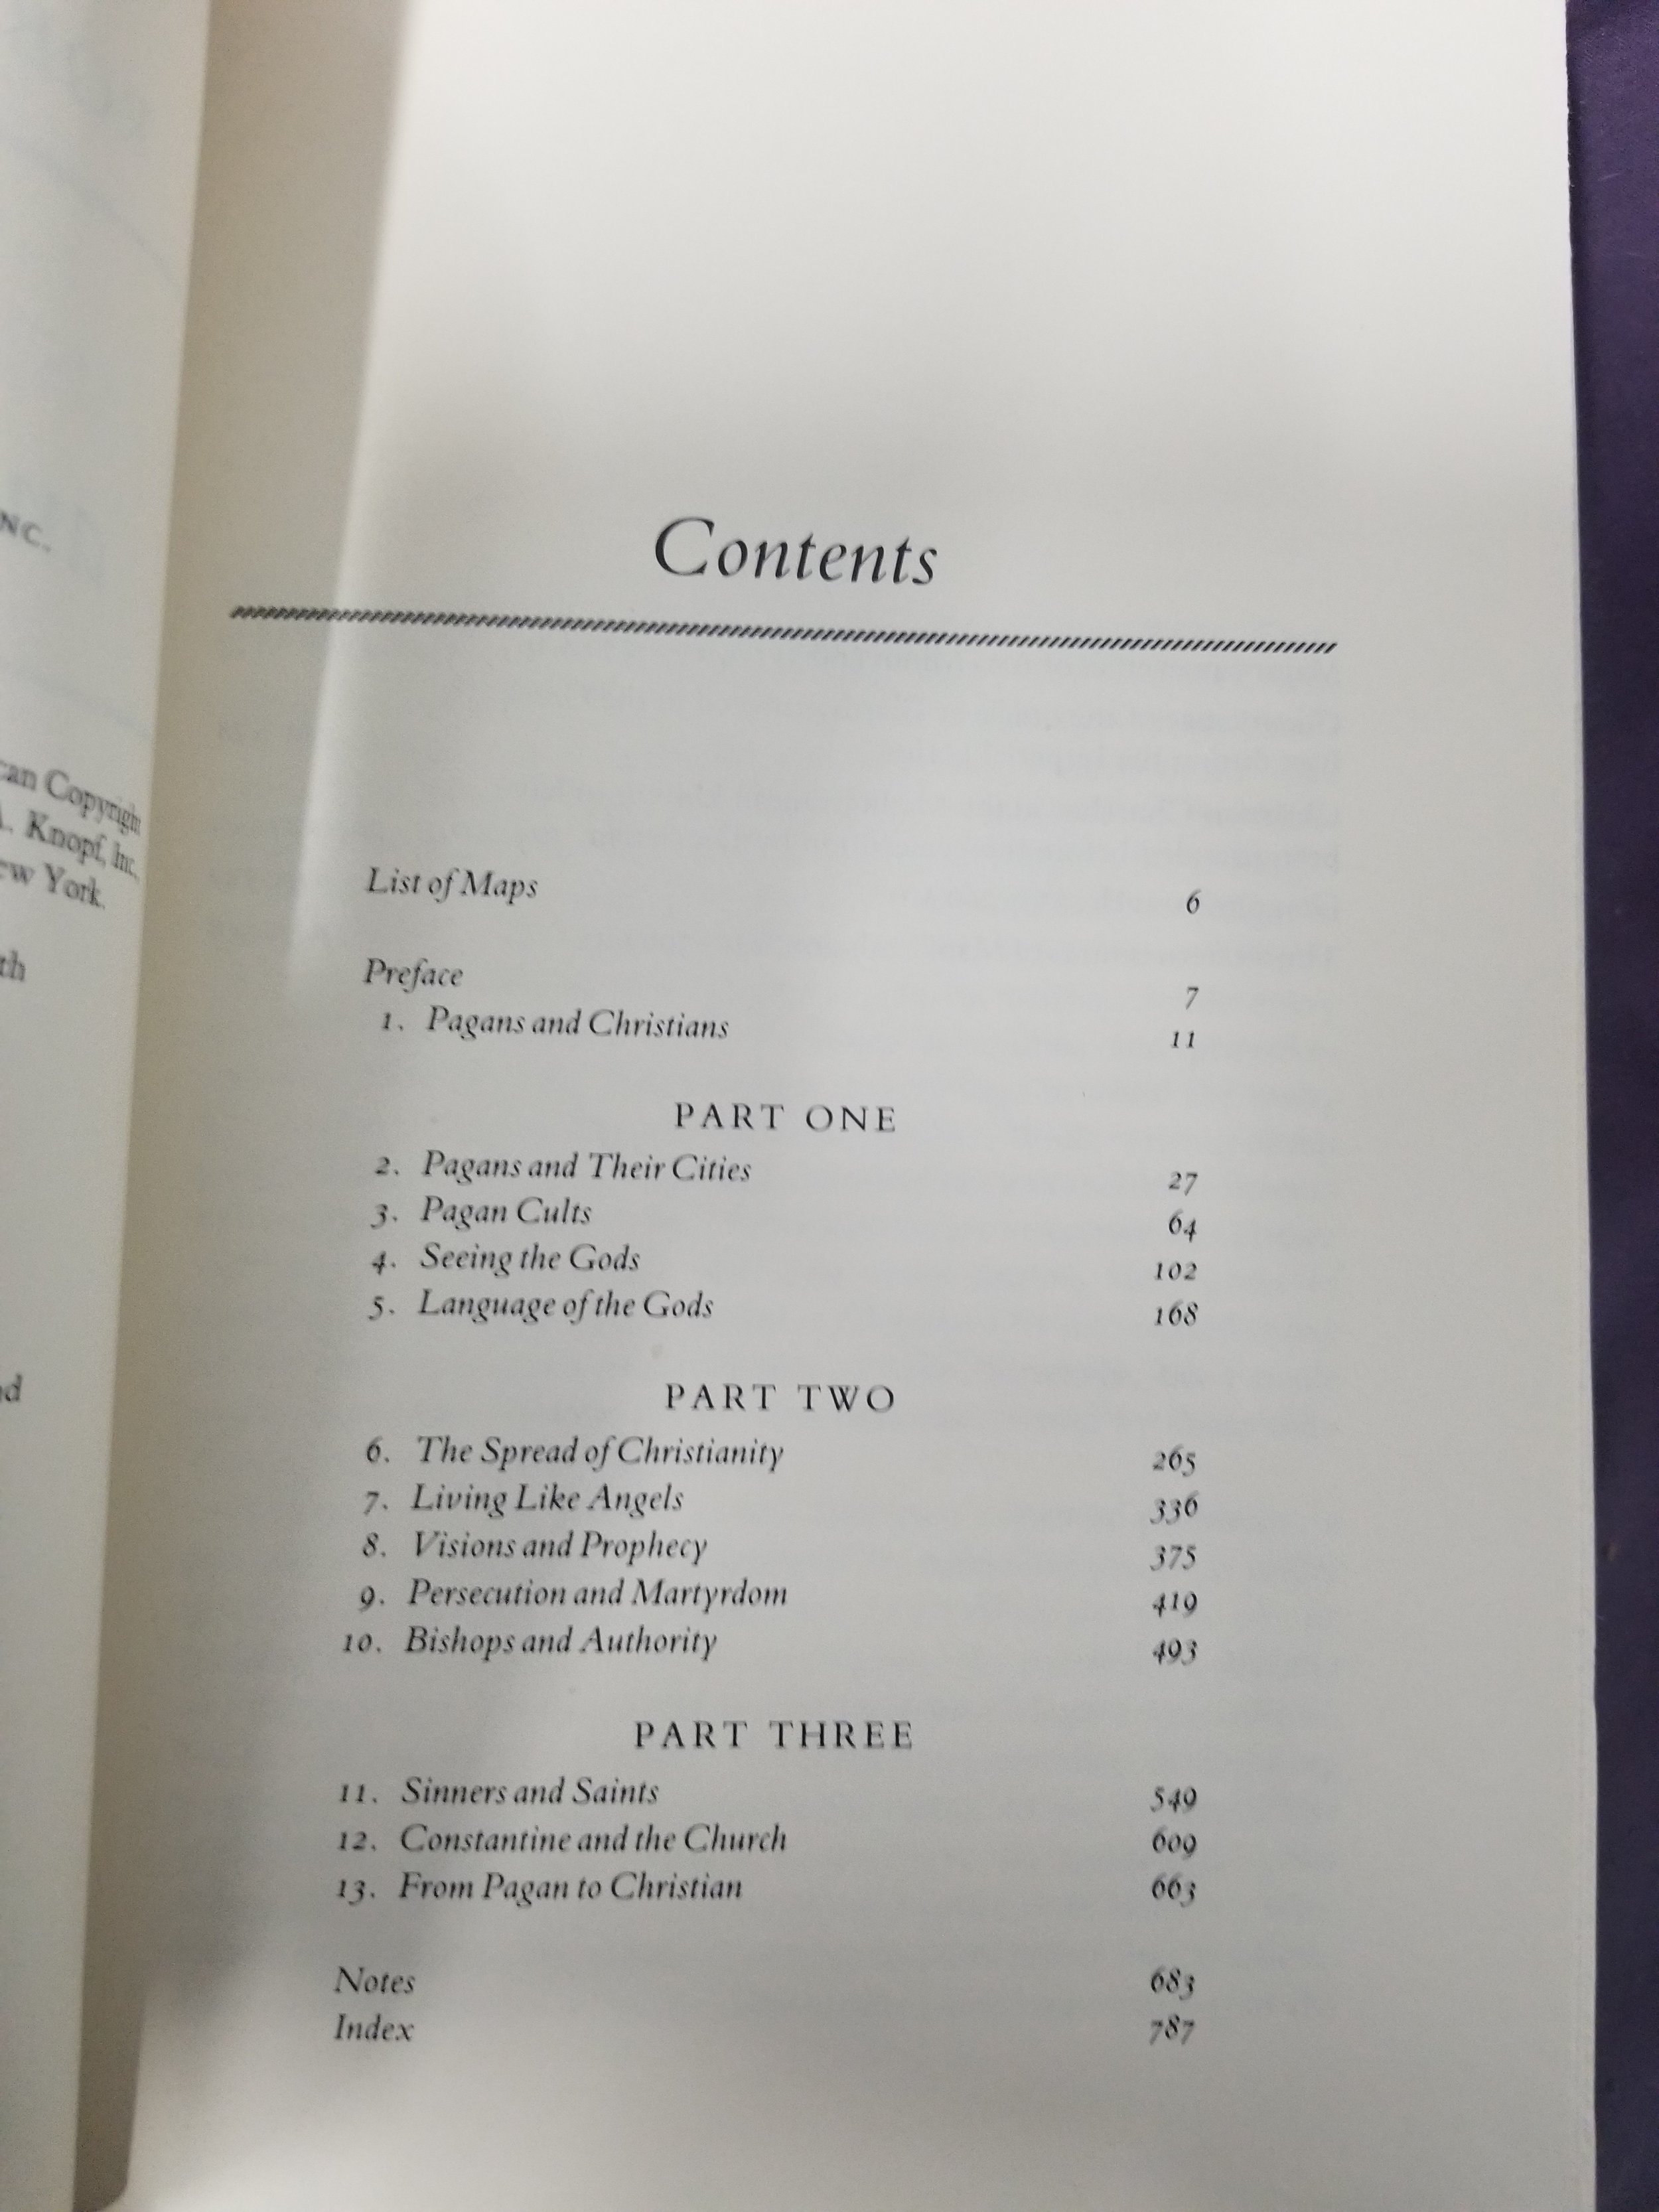 NC.
can Copyright
A. Knopf, Inc.
ew York.
th
nd
Contents
List of Maps 6
Preface 7
1. Pagans and Christians 11
PART ONE
2. Pagans and Their Cities 27
3. Pagan Cults 64
4. Seeing the Gods 102
5. Language of the Gods 168
PART TWO
6. The Spread of Christianity 265
7. Living Like Angels 336
8. Visions and Prophecy 375
9. Persecution and Martyrdom 419
10. Bishops and Authority 493
PART THREE
11. Sinners and Saints 549
12. Constantine and the Church 609
13. From Pagan to Christian 663
Notes 683
Index 787